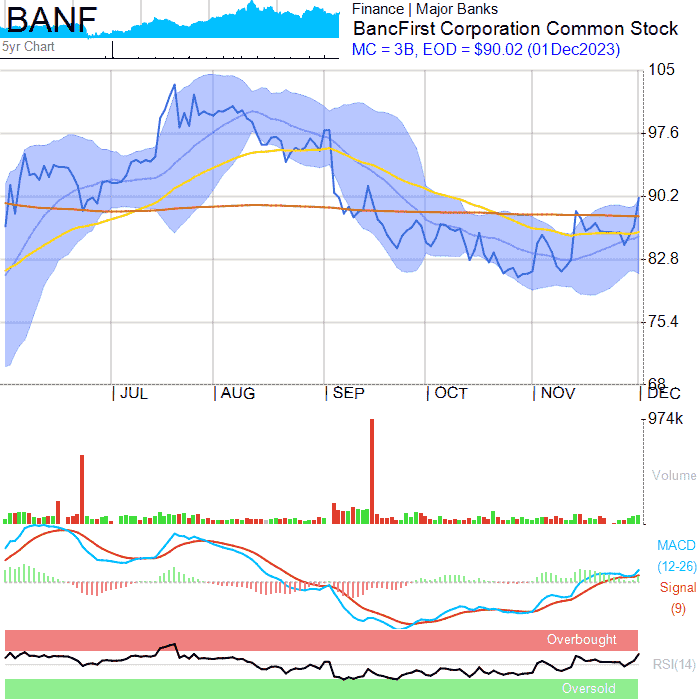 BANF
5yr Chart
Finance | Major Banks
BancFirst Corporation Common Stock
MC = 3B, EOD = $90.02 (01Dec2023)
105
97.6
90.2
82.8
75.4
68
JUL
AUG
SEP
OCT
NOV
DEC
974k
Volume
MACD
(12-26)
Signal
(9)
Overbought
RSI(14)
Oversold